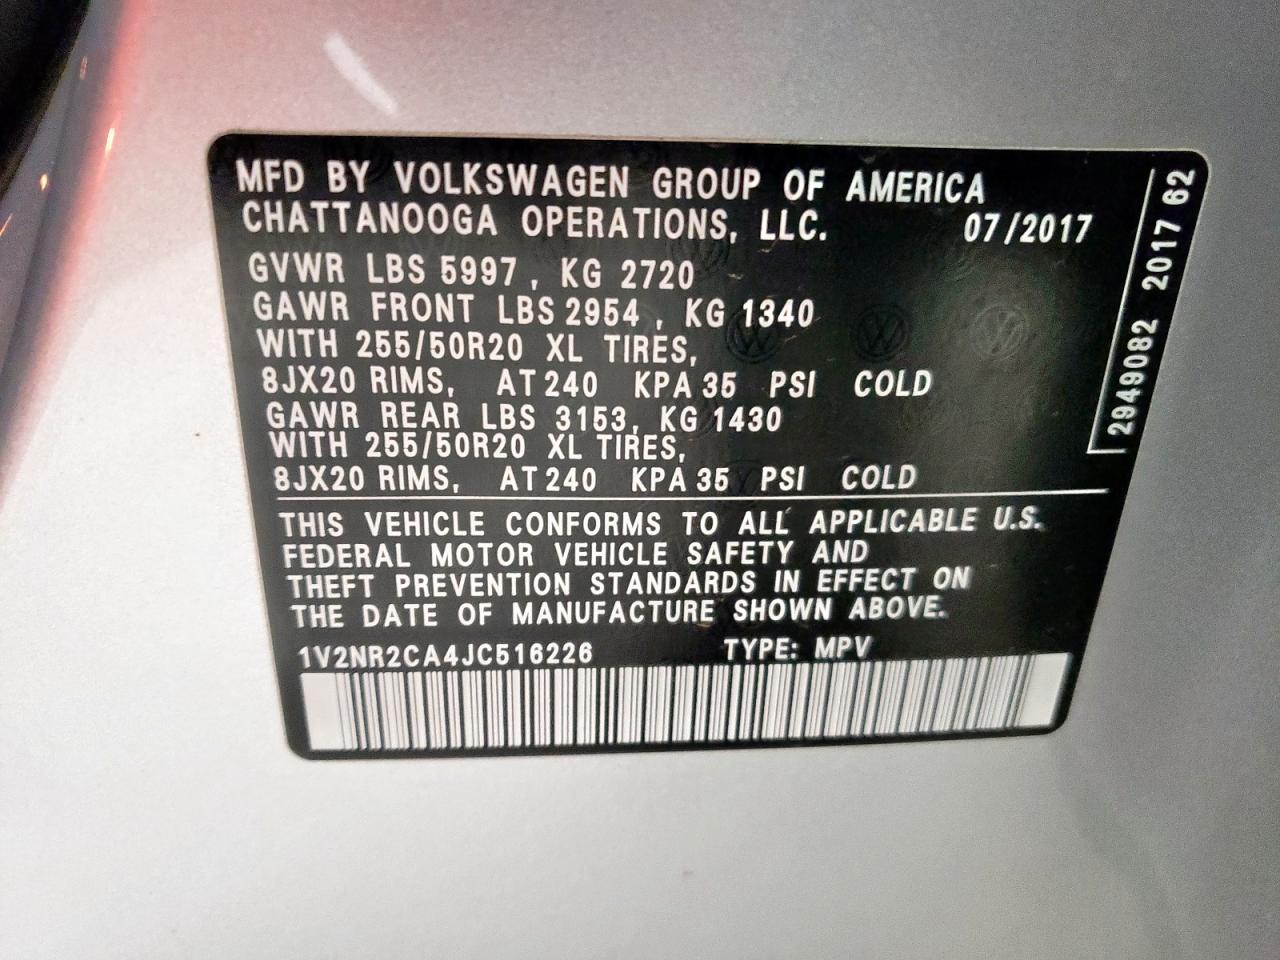 MFD BY VOLKSWAGEN GROUP OF AMERICA
CHATTANOOGA OPERATIONS, LLC. 07/2017
GVWR LBS 5997, KG 2720
GAWR FRONT LBS 2954, KG 1340
WITH 255/50R20 XL TIRES,
8JX20 RIMS, AT 240 KPA 35 PSI COLD
GAWR REAR LBS 3153, KG 1430
WITH 255/50R20 XL TIRES,
8JX20 RIMS, AT 240 KPA 35 PSI COLD
THIS VEHICLE CONFORMS TO ALL APPLICABLE U.S.
FEDERAL MOTOR VEHICLE SAFETY AND
THEFT PREVENTION STANDARDS IN EFFECT ON
THE DATE OF MANUFACTURE SHOWN ABOVE.
1V2NR2CA4JC516226 TYPE: MPV
2949082 2017 62